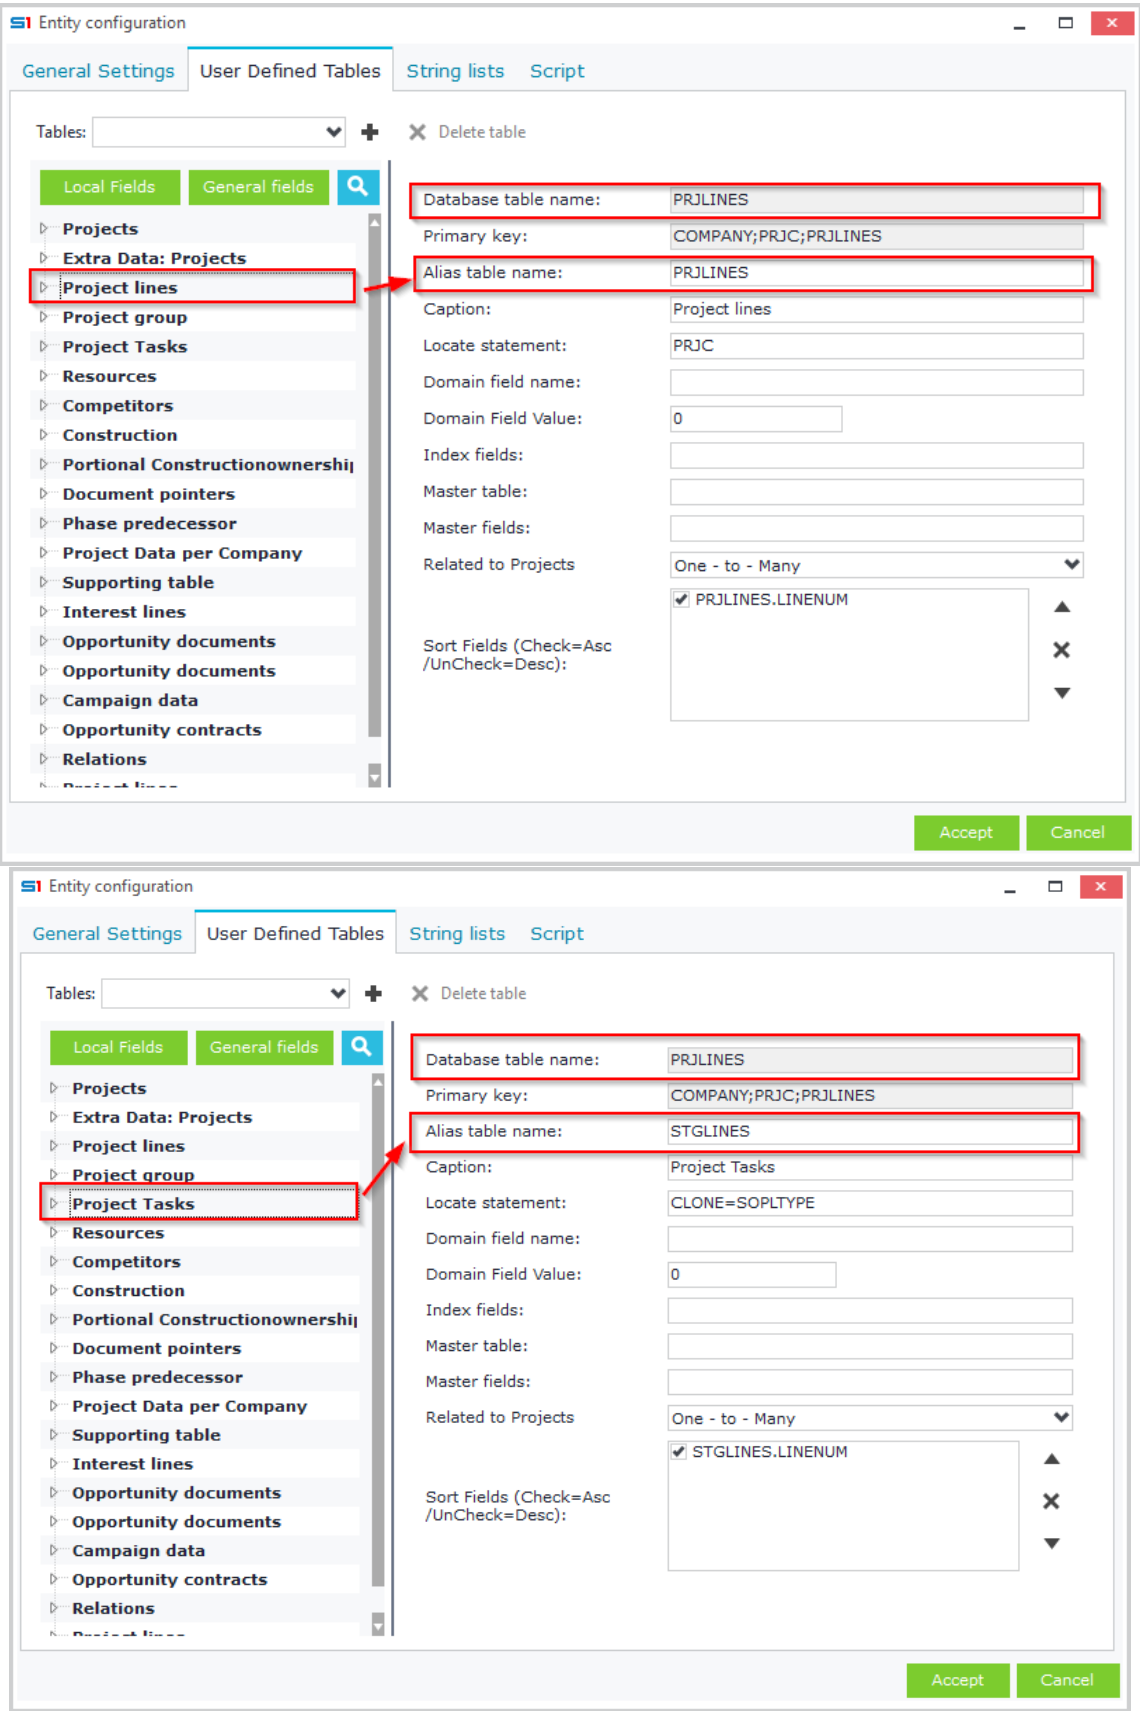 S1 Entity configuration
General Settings User Defined Tables String lists Script
Tables: Delete table
Local Fields General fields
Projects
Extra Data: Projects
Project lines
Project group
Project Tasks
Resources
Competitors
Construction
Portional Constructionownership
Document pointers
Phase predecessor
Project Data per Company
Supporting table
Interest lines
Opportunity documents
Opportunity documents
Campaign data
Opportunity contracts
Relations
Project lines
Database table name: PRJLINES
Primary key: COMPANY;PRJC;PRJLINES
Alias table name: PRJLINES
Caption: Project lines
Locate statement: PRJC
Domain field name:
Domain Field Value: 0
Index fields:
Master table:
Master fields:
Related to Projects One - to - Many
Sort Fields (Check=Asc
/UnCheck=Desc):
PRJLINES.LINENUM
Accept Cancel
S1 Entity configuration
General Settings User Defined Tables String lists Script
Tables: Delete table
Local Fields General fields
Projects
Extra Data: Projects
Project lines
Project group
Project Tasks
Resources
Competitors
Construction
Portional Constructionownership
Document pointers
Phase predecessor
Project Data per Company
Supporting table
Interest lines
Opportunity documents
Opportunity documents
Campaign data
Opportunity contracts
Relations
Project lines
Database table name: PRJLINES
Primary key: COMPANY;PRJC;PRJLINES
Alias table name: STGLINES
Caption: Project Tasks
Locate statement: CLONE=SOPLTYPE
Domain field name:
Domain Field Value: 0
Index fields:
Master table:
Master fields:
Related to Projects One - to - Many
Sort Fields (Check=Asc
/UnCheck=Desc):
STGLINES.LINENUM
Accept Cancel